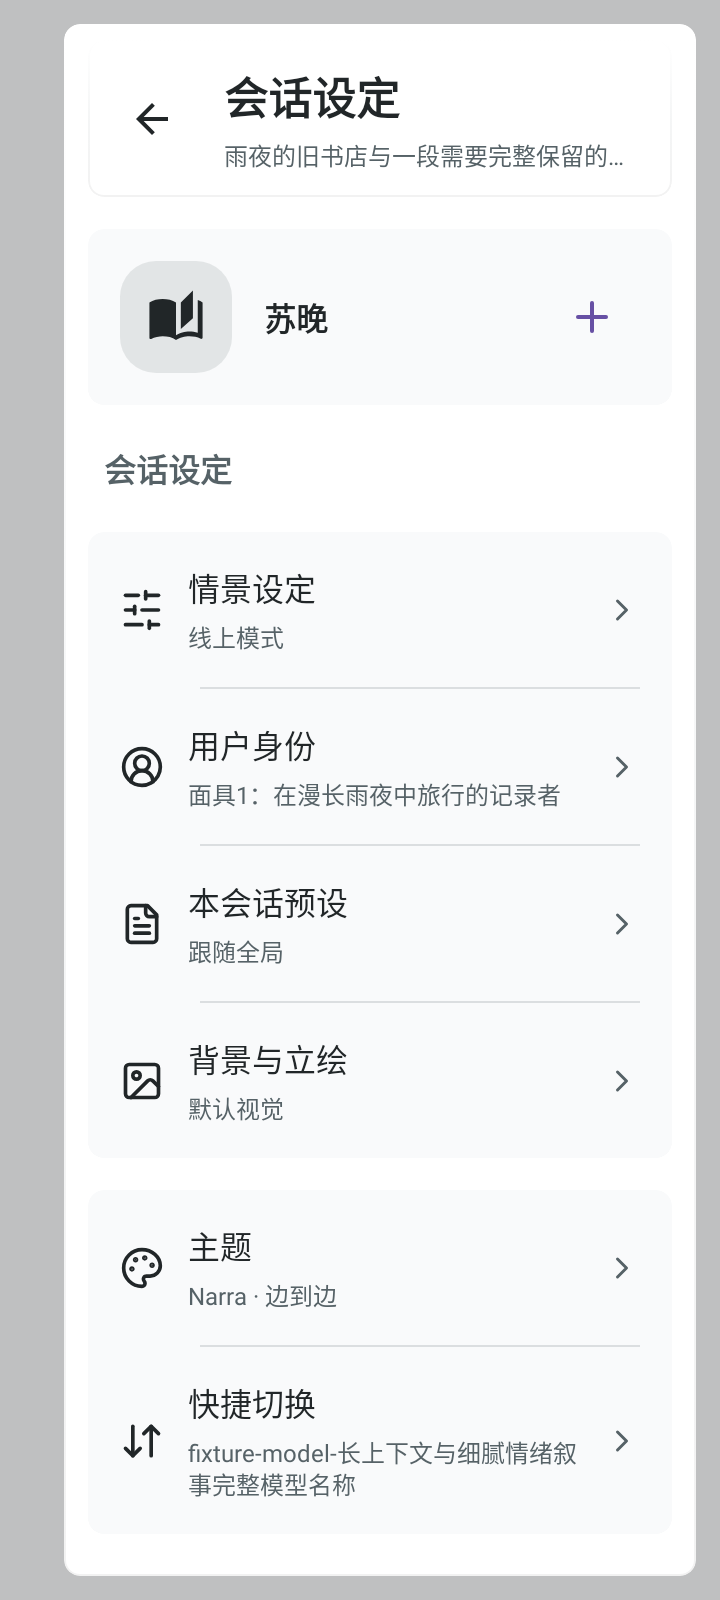 会话设定
雨夜的旧书店与一段需要完整保留的...
苏晚
会话设定
情景设定
线上模式
用户身份
面具1：在漫长雨夜中旅行的记录者
本会话预设
跟随全局
背景与立绘
默认视觉
主题
Narra · 边到边
快捷切换
fixture-model-长上下文与细腻情绪叙
事完整模型名称